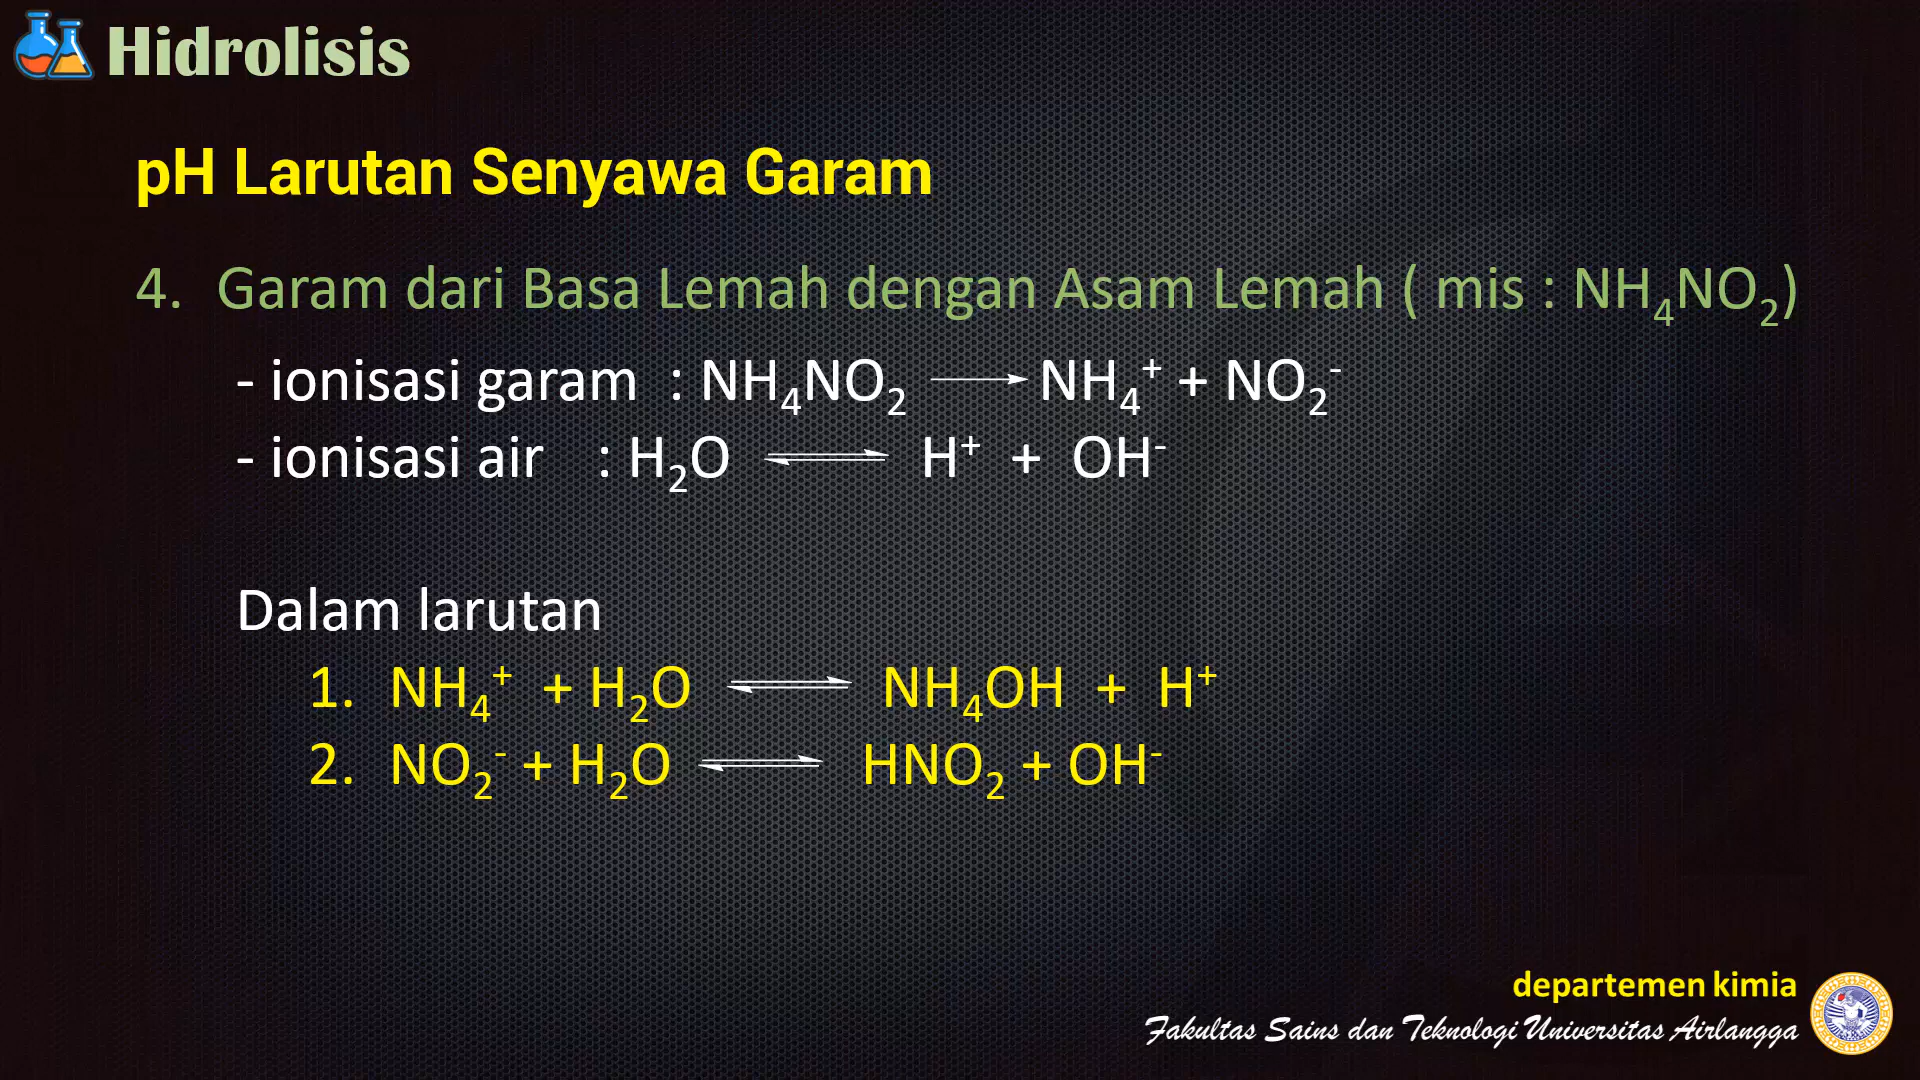 Hidrolisis
pH Larutan Senyawa Garam
4. Garam dari Basa Lemah dengan Asam Lemah ( mis : NH₄NO₂)
- ionisasi garam : NH₄NO₂ ⟶ NH₄⁺ + NO₂⁻
- ionisasi air : H₂O ⇌ H⁺ + OH⁻
Dalam larutan
1. NH₄⁺ + H₂O ⇌ NH₄OH + H⁺
2. NO₂⁻ + H₂O ⇌ HNO₂ + OH⁻
departemen kimia
Fakultas Sains dan Teknologi Universitas Airlangga